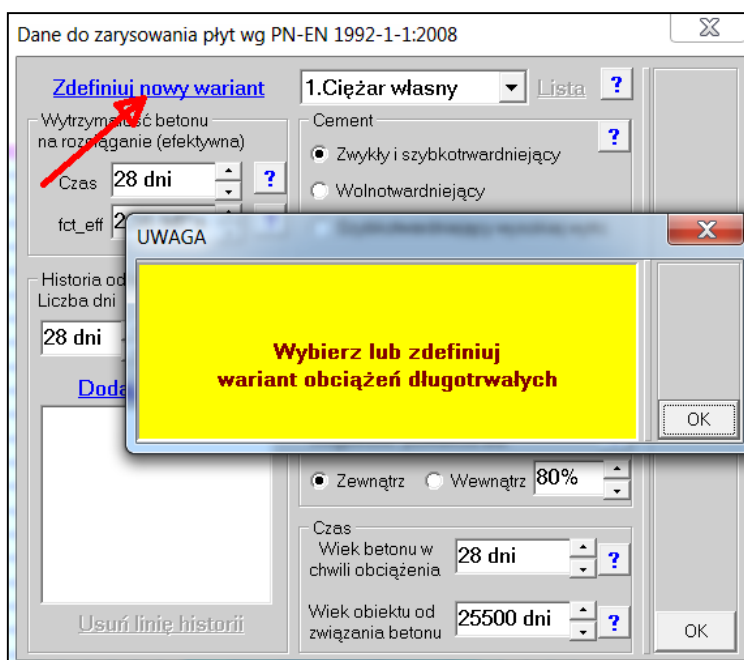 Dane do zarysowania płyt wg PN-EN 1992-1-1:2008
Zdefiniuj nowy wariant
1.Ciężar własny
Lista
?
Wytrzymałość betonu
na rozciąganie (efektywna)
Czas
28 dni
?
fct_eff
Cement
?
Zwykły i szybkotwardniejący
Wolnotwardniejący
UWAGA
Wybierz lub zdefiniuj
wariant obciążeń długotrwałych
OK
Historia
Liczba dni
28 dni
Zewnątrz
Wewnątrz
80%
Czas
Wiek betonu w
chwili obciążenia
28 dni
?
Wiek obiektu od
związania betonu
25500 dni
?
Usuń linię historii
OK